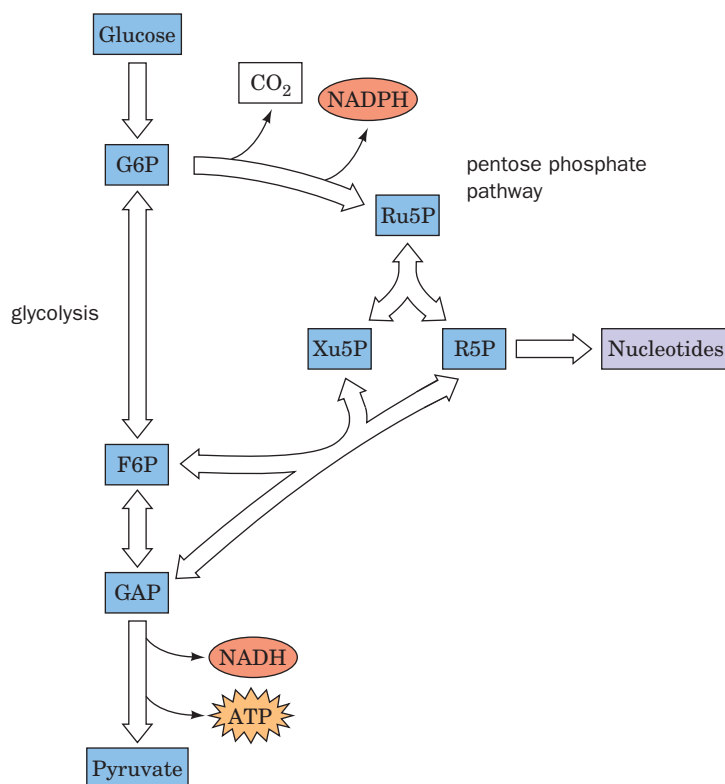 Glucose
CO₂
NADPH
G6P
pentose phosphate
pathway
Ru5P
glycolysis
Xu5P
R5P
Nucleotides
F6P
GAP
NADH
ATP
Pyruvate